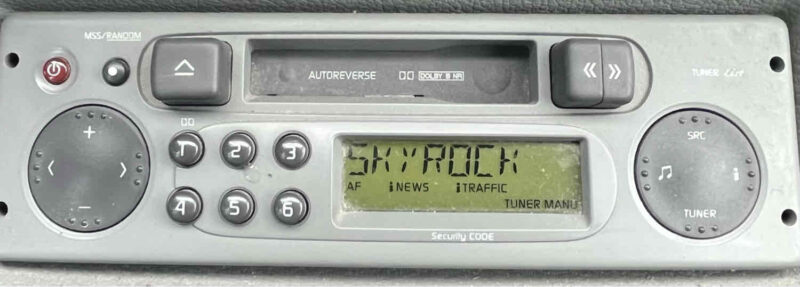 MSS/RANDOM
AUTOREVERSE DOLBY B NR
« »
TUNER List
+
< >
–
1 2 3
4 5 6
SKYROCK
AF i NEWS i TRAFFIC
TUNER MANU
SRC
i
TUNER
Security CODE